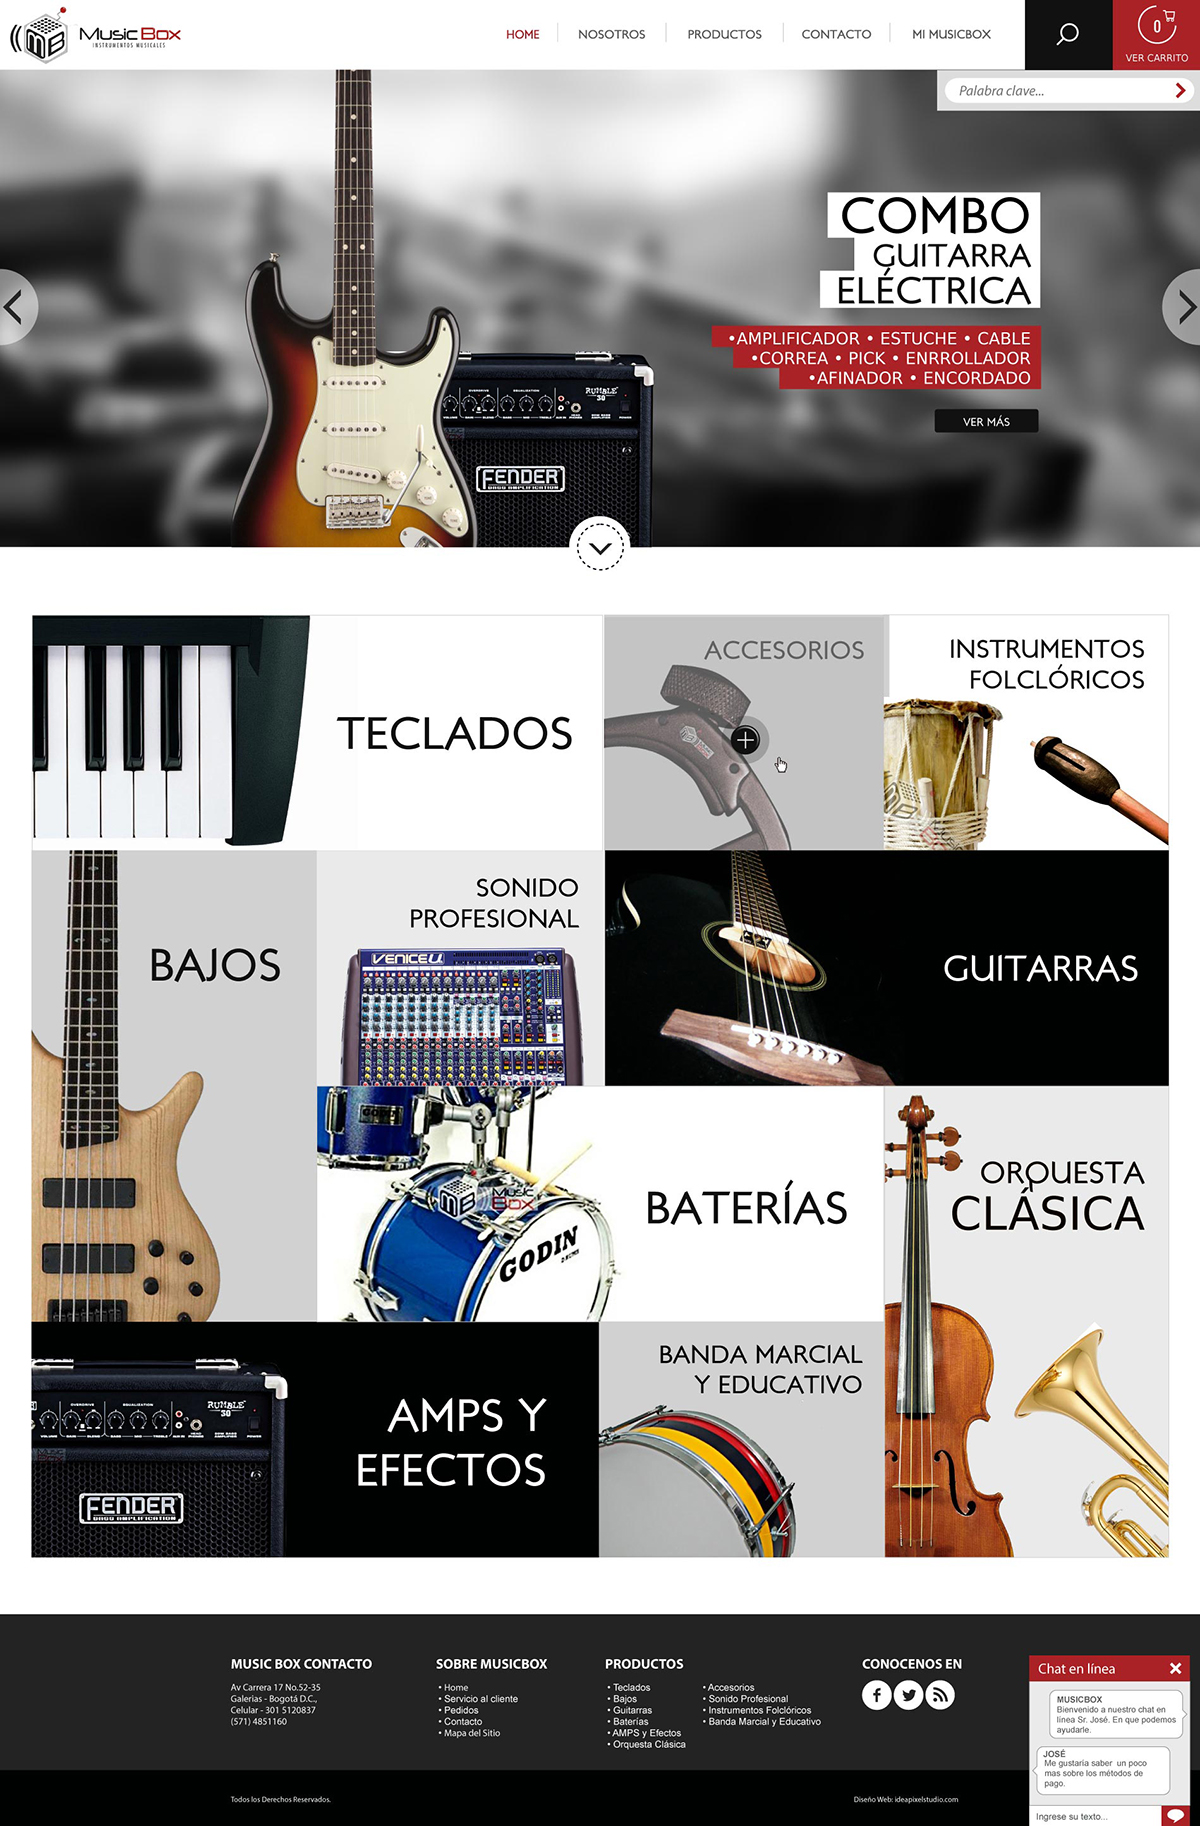 Music Box
INSTRUMENTOS MUSICALES
HOME
NOSOTROS
PRODUCTOS
CONTACTO
MI MUSICBOX
0
VER CARRITO
Palabra clave...
COMBO
GUITARRA
ELÉCTRICA
•AMPLIFICADOR • ESTUCHE • CABLE
•CORREA • PICK • ENRROLLADOR
•AFINADOR • ENCORDADO
VER MÁS
RUMBLE
30
FENDER
BASS AMPLIFICATION
TECLADOS
ACCESORIOS
INSTRUMENTOS
FOLCLÓRICOS
BAJOS
SONIDO
PROFESIONAL
VENICE U
GUITARRAS
GODIN
MUSIC
BOX
GODIN
BATERÍAS
ORQUESTA
CLÁSICA
RUMBLE
30
FENDER
BASS AMPLIFICATION
AMPS Y
EFECTOS
BANDA MARCIAL
Y EDUCATIVO
MUSIC BOX CONTACTO
Av Carrera 17 No.52-35
Galerias - Bogotá D.C.,
Celular - 301 5120837
(571) 4851160
SOBRE MUSICBOX
• Home
• Servicio al cliente
• Pedidos
• Contacto
• Mapa del Sitio
PRODUCTOS
• Teclados
• Bajos
• Guitarras
• Baterías
• AMPS y Efectos
• Orquesta Clásica
• Accesorios
• Sonido Profesional
• Instrumentos Folclóricos
• Banda Marcial y Educativo
CONOCENOS EN
Chat en línea
MUSICBOX
Bienvenido a nuestro chat en
línea Sr. José. En que podemos
ayudarle.
JOSÉ
Me gustaría saber un poco
mas sobre los métodos de
pago.
Ingrese su texto...
Todos los Derechos Reservados.
Diseño Web: ideapixelstudio.com